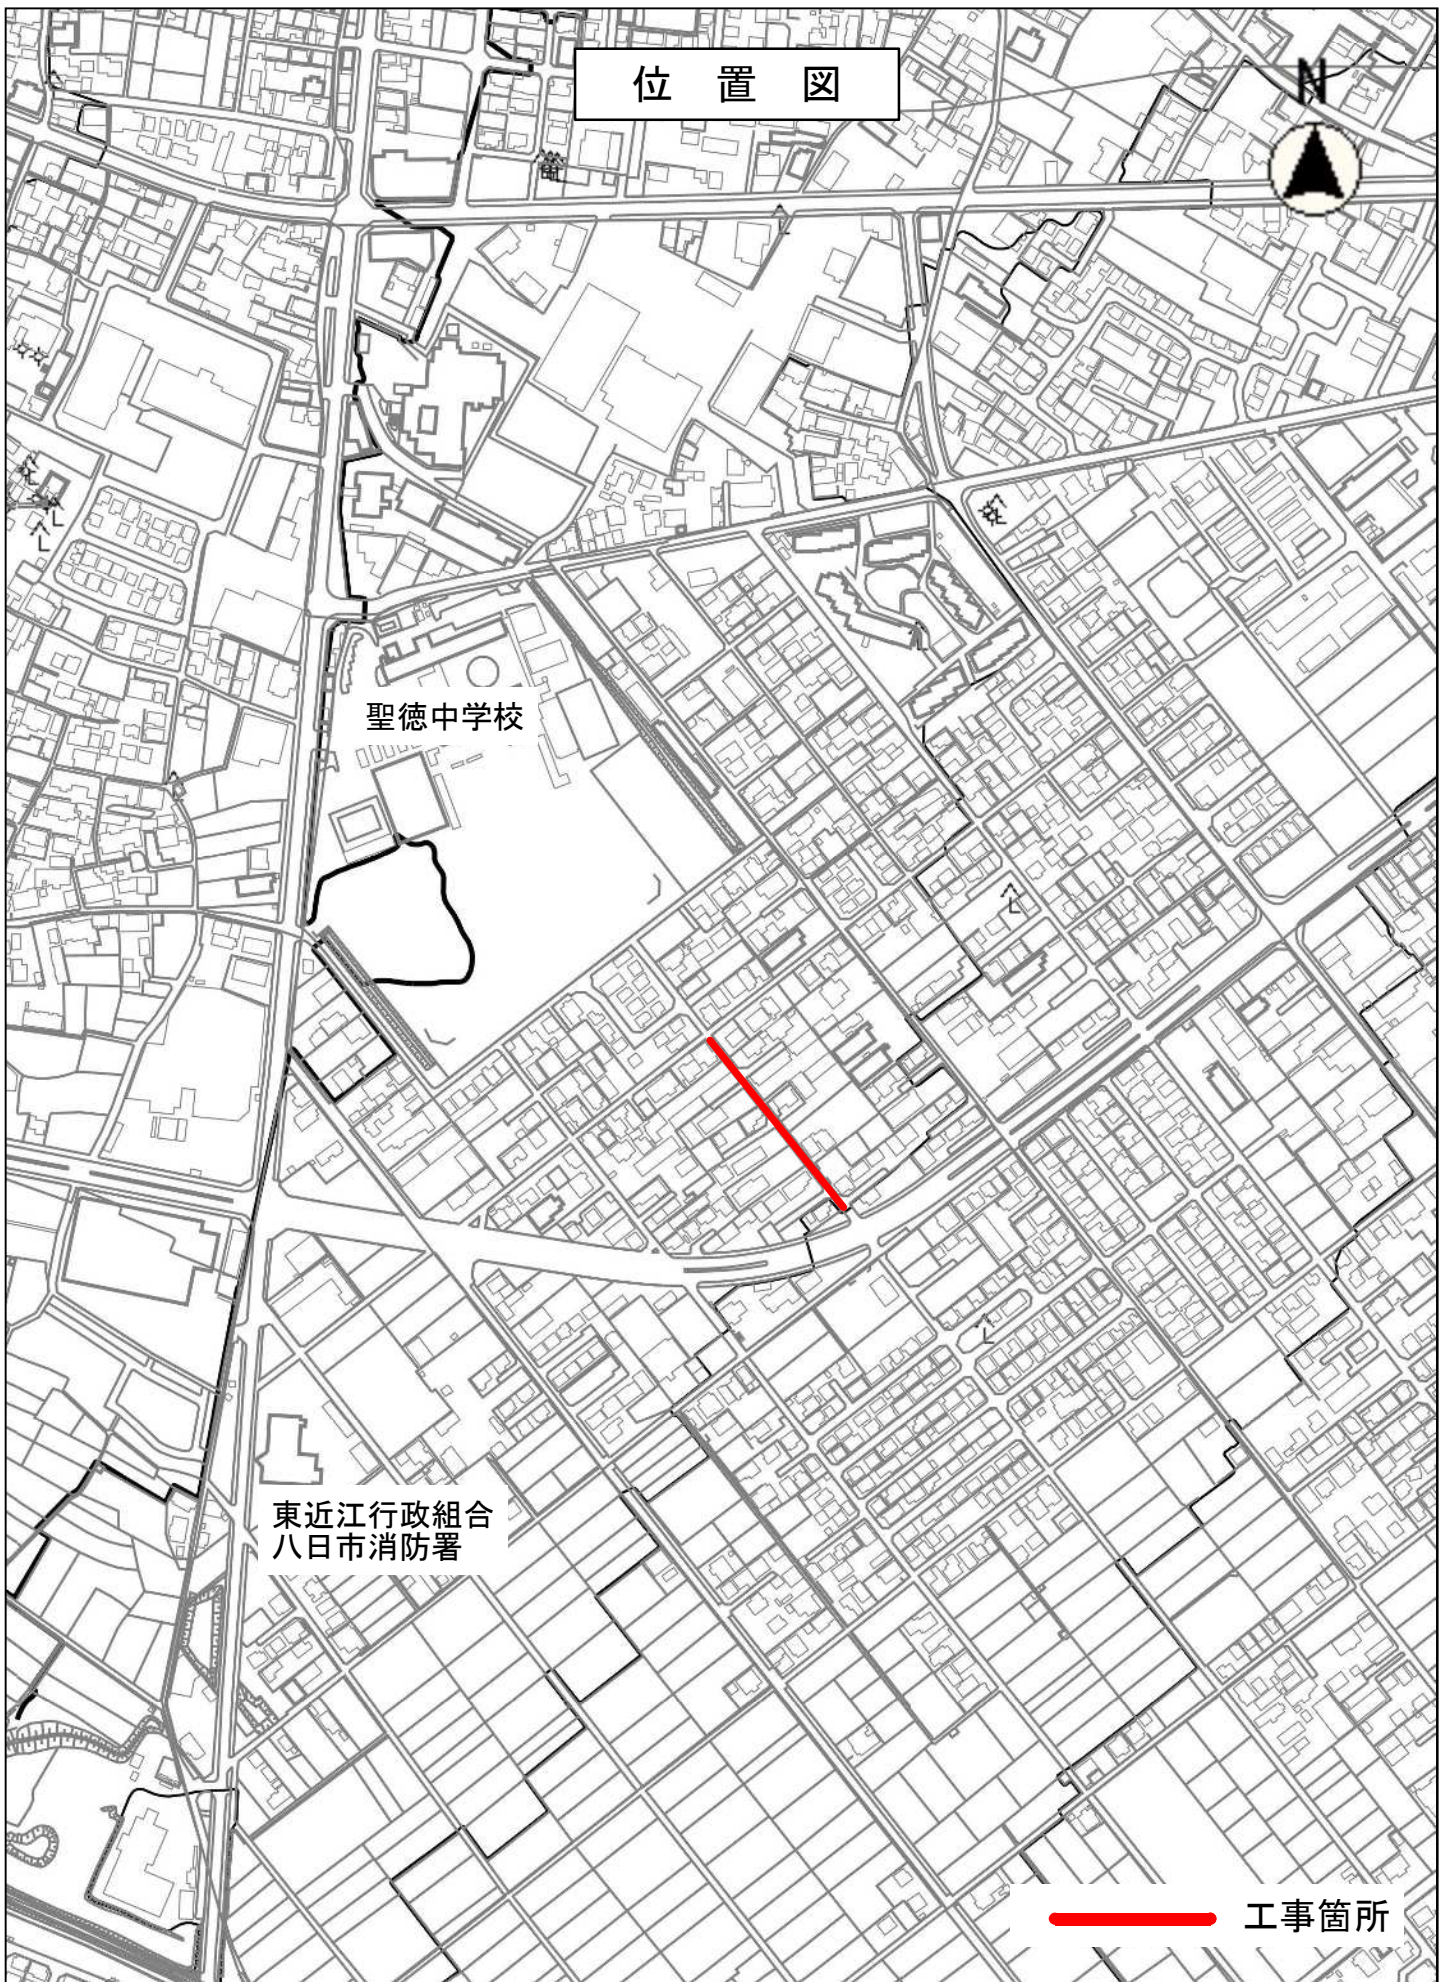 位置図
N
聖徳中学校
東近江行政組合
八日市消防署
工事箇所